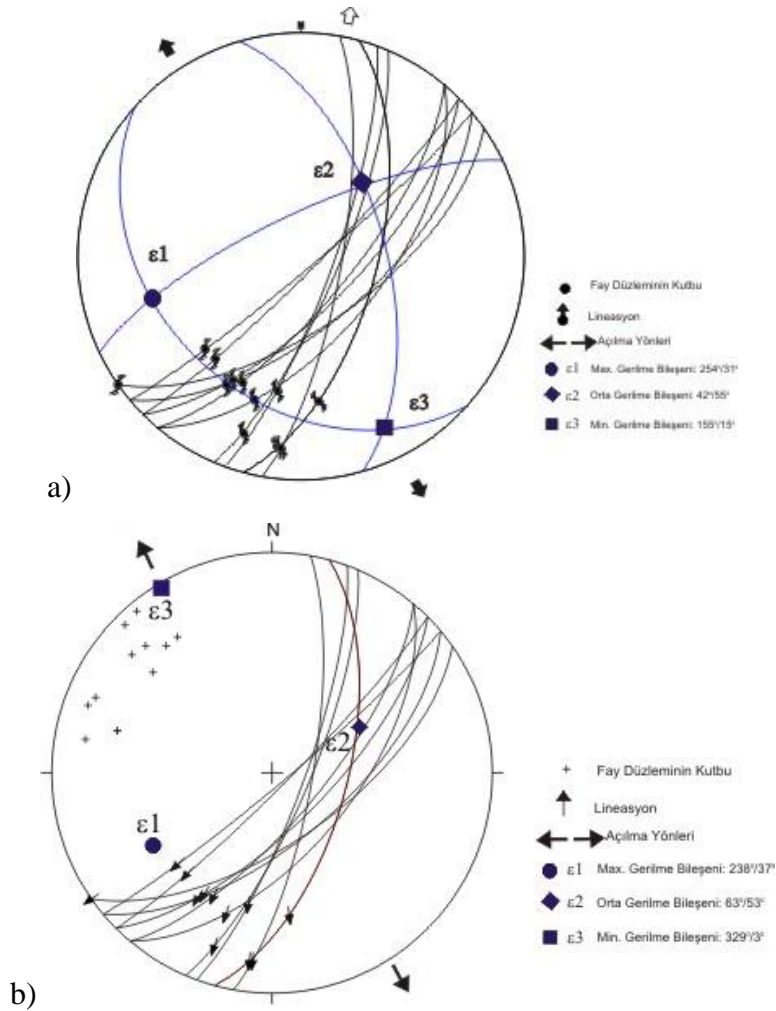 N
ε2
ε1
ε3
Fay Düzleminin Kutbu
Lineasyon
Açılma Yönleri
ε1 Max. Gerilme Bileşeni: 254°/31°
ε2 Orta Gerilme Bileşeni: 42°/55°
ε3 Min. Gerilme Bileşeni: 155°/15°
a)
N
ε3
ε2
ε1
Fay Düzleminin Kutbu
Lineasyon
Açılma Yönleri
ε1 Max. Gerilme Bileşeni: 238°/37°
ε2 Orta Gerilme Bileşeni: 63°/53°
ε3 Min. Gerilme Bileşeni: 329°/3°
b)